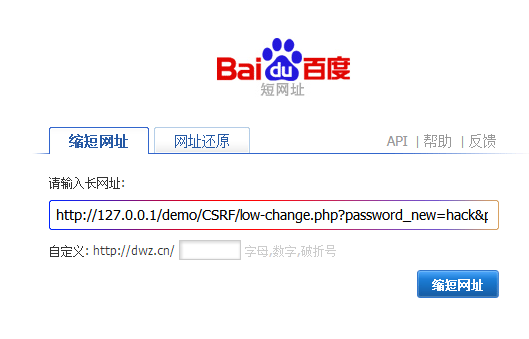 Bai du 百度
短网址
缩短网址 网址还原 API | 帮助 | 反馈
请输入长网址:
http://127.0.0.1/demo/CSRF/low-change.php?password_new=hack&p
自定义: http://dwz.cn/ 字母,数字,破折号
缩短网址